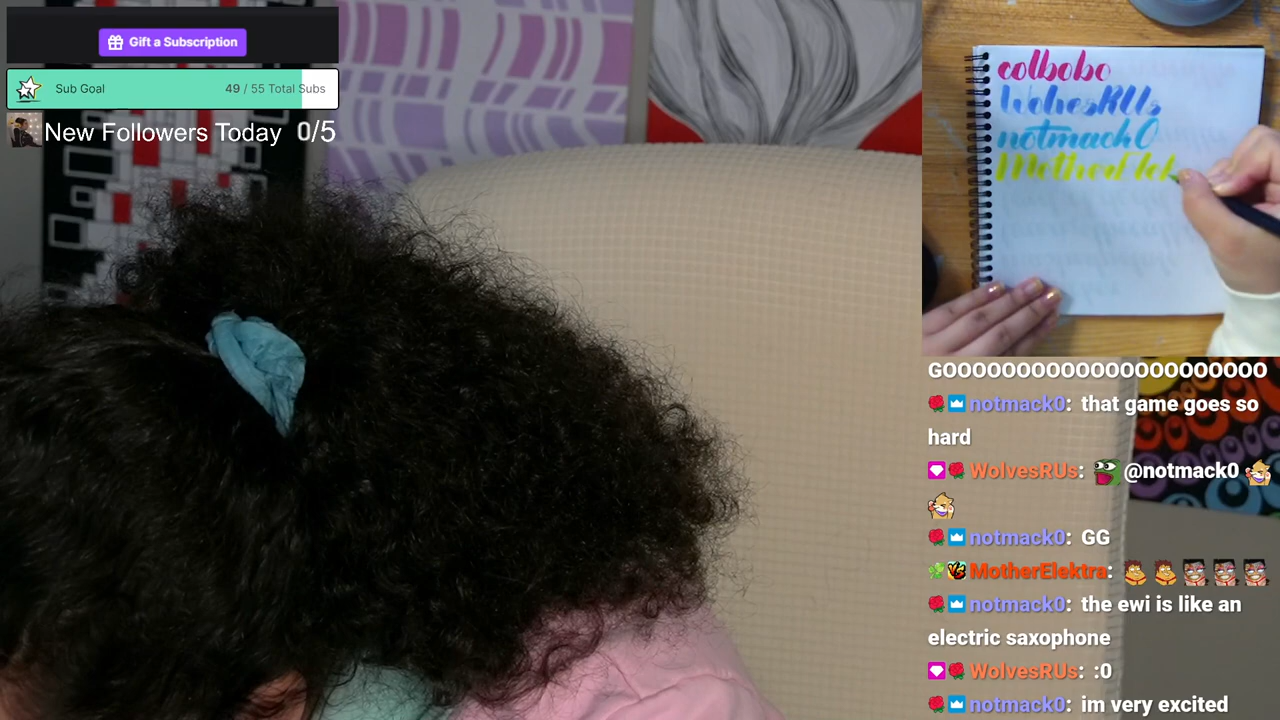 Gift a Subscription
Sub Goal 49 / 55 Total Subs
New Followers Today 0/5
colbobo
WolvesRUs
notmack0
MotherElek
GOOOOOOOOOOOOOOOOOOOOOOO
notmack0: that game goes so
hard
WolvesRUs: @notmack0
notmack0: GG
MotherElektra:
notmack0: the ewi is like an
electric saxophone
WolvesRUs: :0
notmack0: im very excited